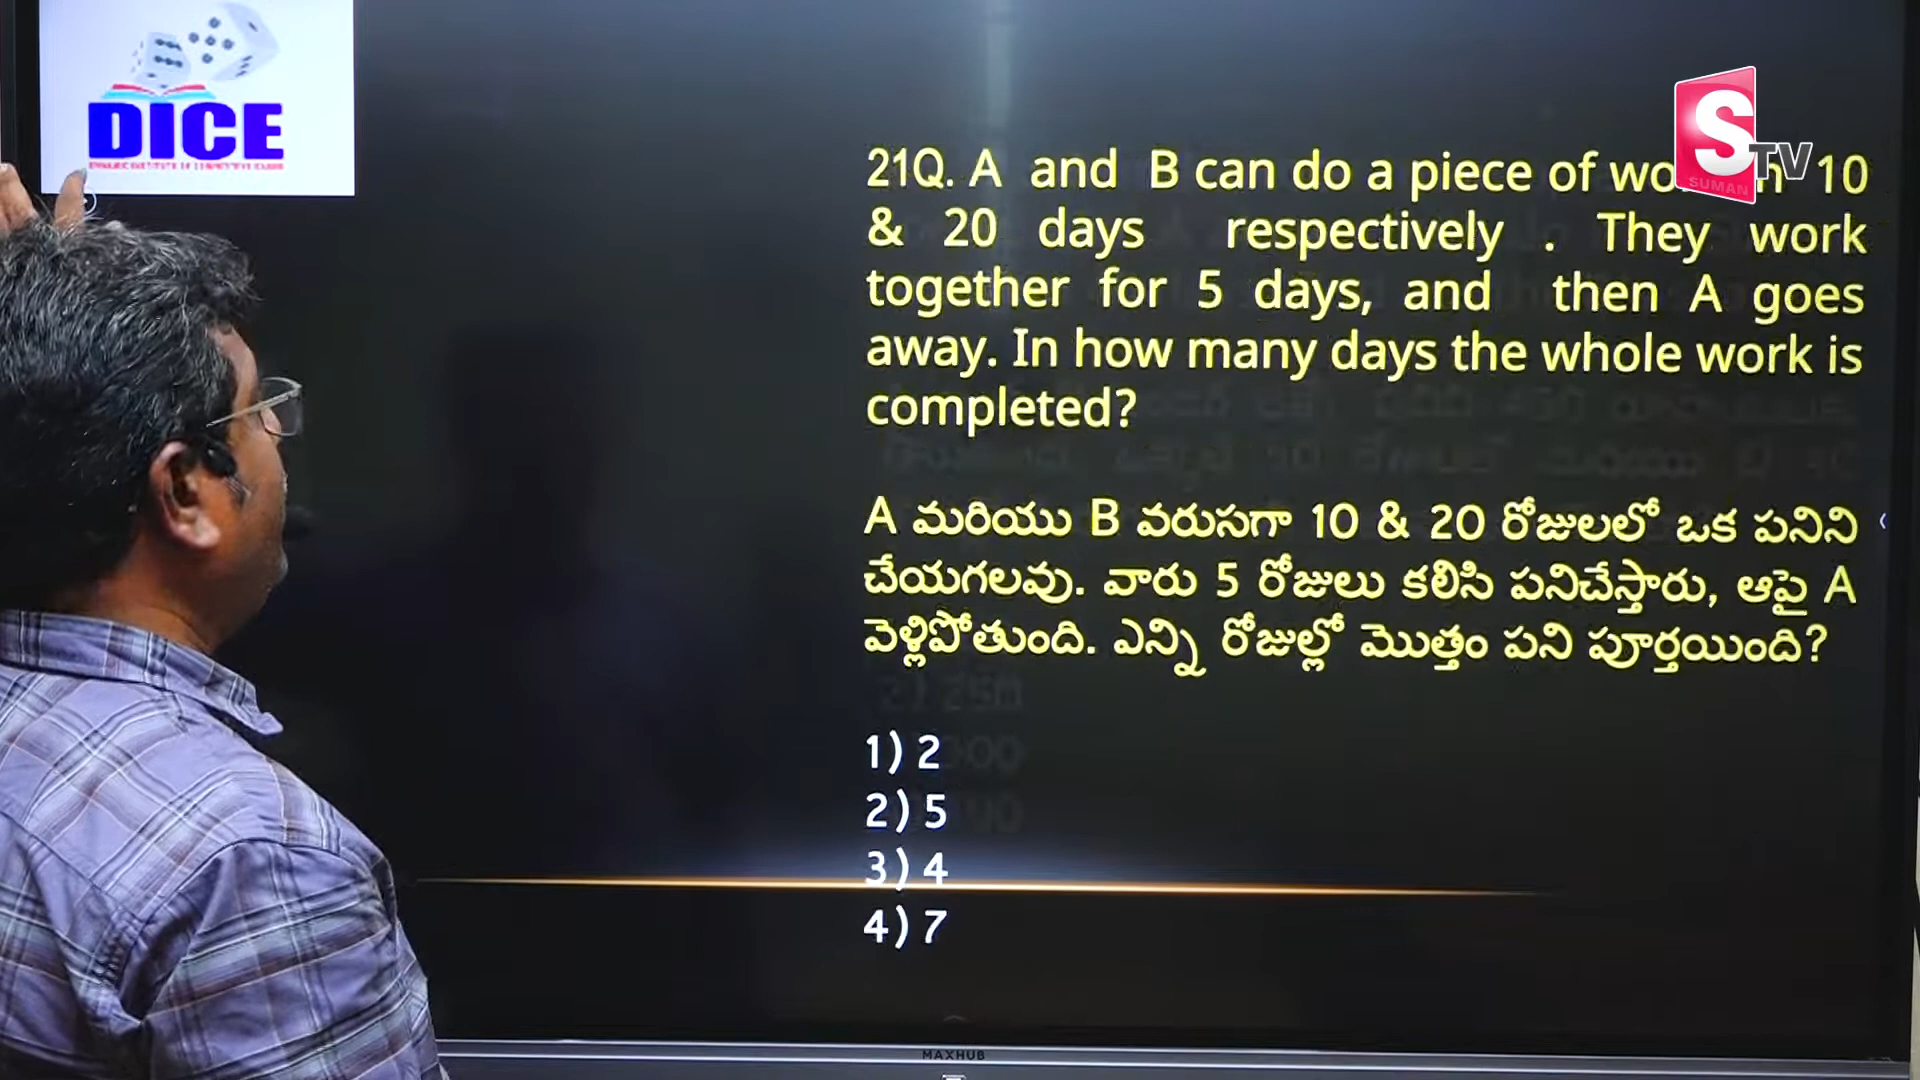 DICE
S
TV
SUMAN
21Q. A and B can do a piece of 10
& 20 days respectively . They work
together for 5 days, and then A goes
away. In how many days the whole work is
completed?
A మరియు B వరుసగా 10 & 20 రోజులలో ఒక పనిని
చేయగలవు. వారు 5 రోజులు కలిసి పనిచేస్తారు, ఆపై A
వెళ్లిపోతుంది. ఎన్ని రోజుల్లో మొత్తం పని పూర్తయింది?
1) 2
2) 5
3) 4
4) 7
MAXHUB